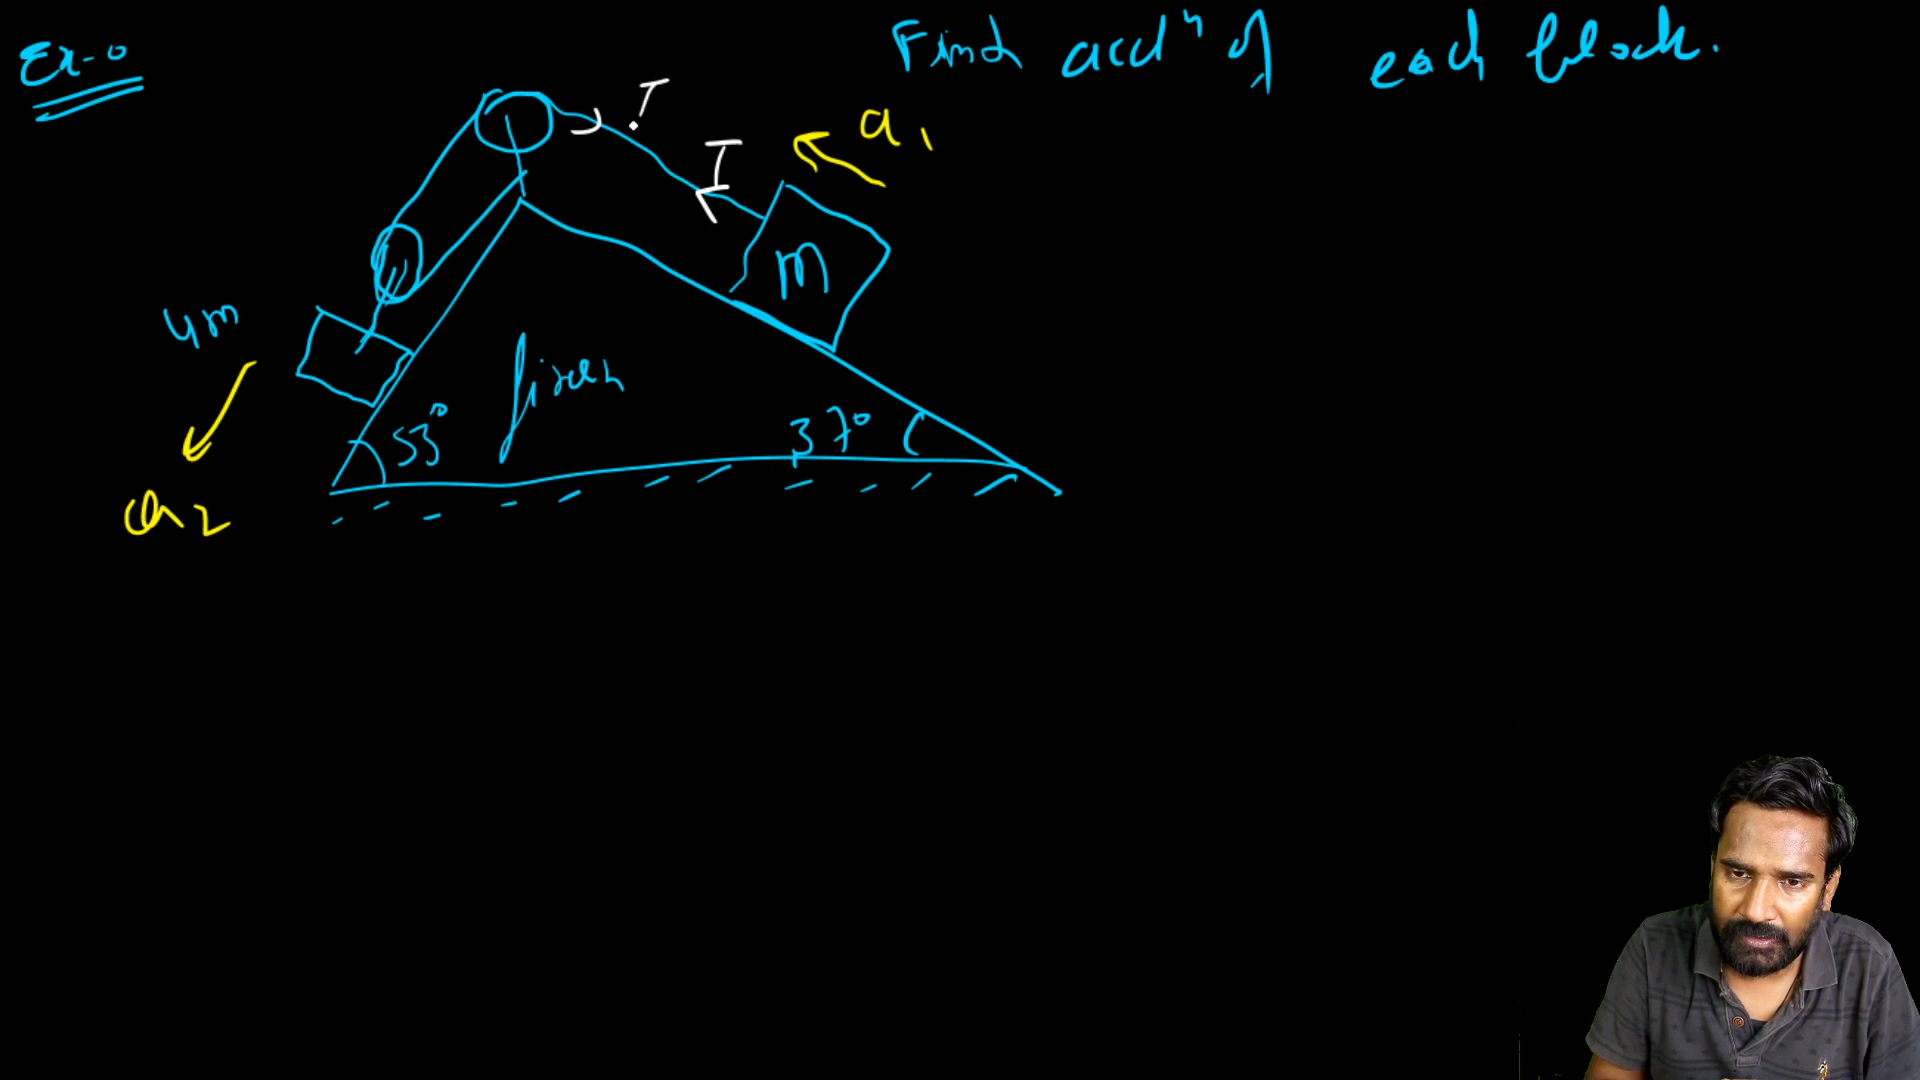 Ex-0
Find accⁿ of each block.
T
T
a₁
m
4m
fixed
53°
37°
a₂